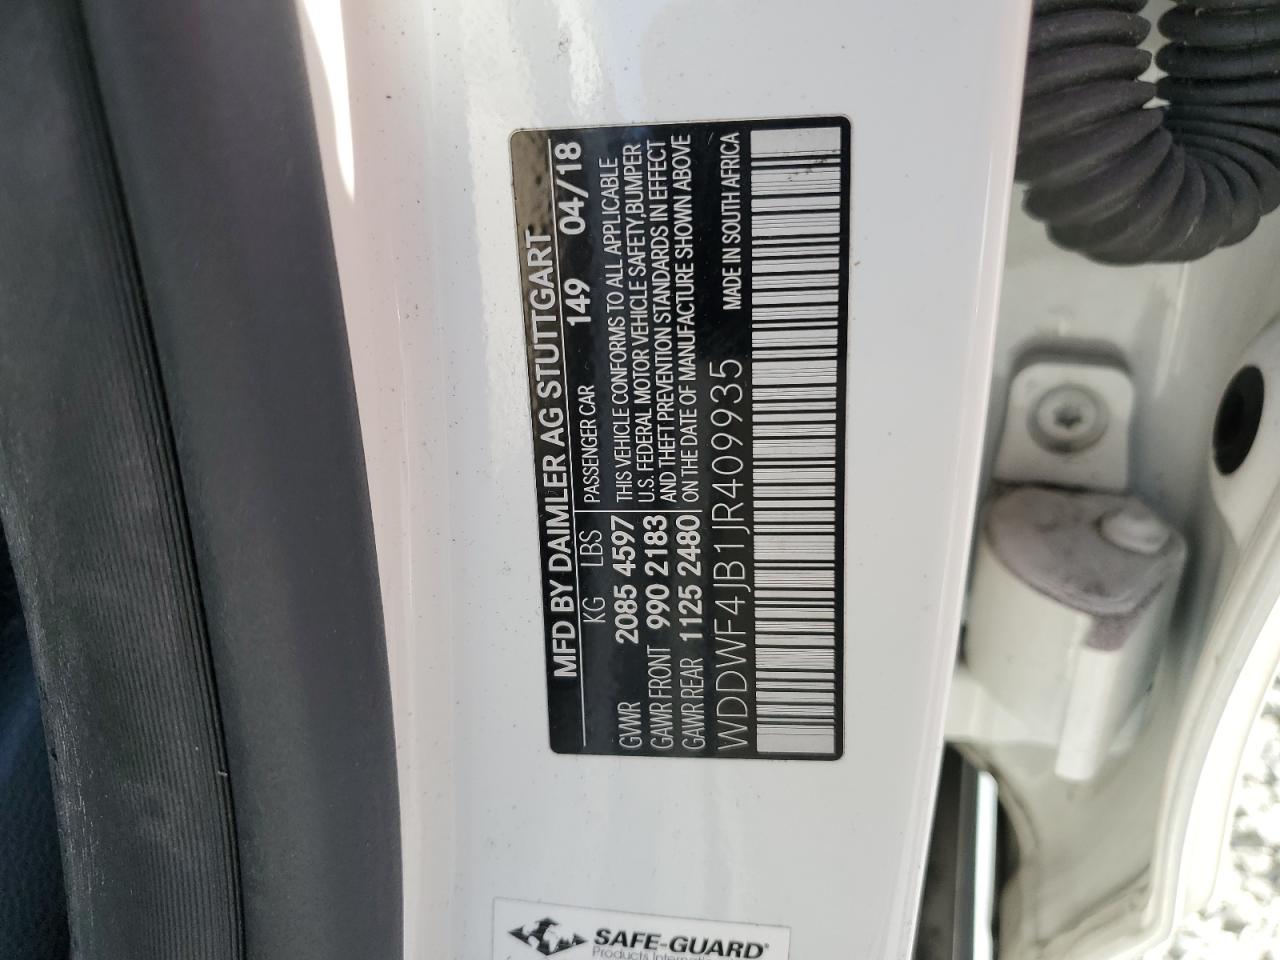 MFD BY DAIMLER AG STUTTGART
KG LBS PASSENGER CAR 149 04/18
GVWR 2085 4597 THIS VEHICLE CONFORMS TO ALL APPLICABLE
U.S. FEDERAL MOTOR VEHICLE SAFETY,BUMPER
GAWR FRONT 990 2183 AND THEFT PREVENTION STANDARDS IN EFFECT
GAWR REAR 1125 2480 ON THE DATE OF MANUFACTURE SHOWN ABOVE
WDDWF4JB1JR409935 MADE IN SOUTH AFRICA
SAFE-GUARD®
Products